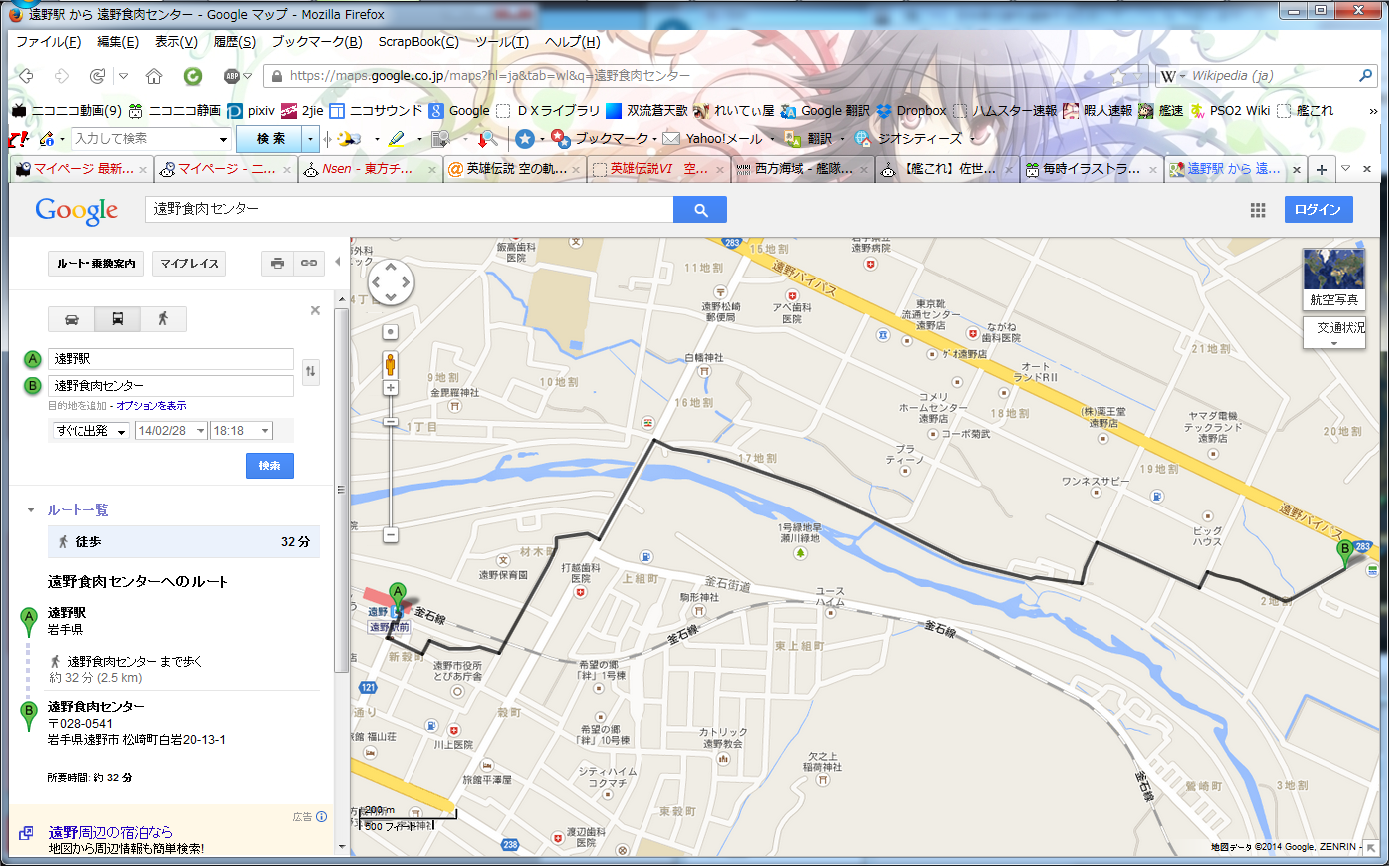 遠野駅 から 遠野食肉センター - Google マップ - Mozilla Firefox
ファイル(F) 編集(E) 表示(V) 履歴(S) ブックマーク(B) ScrapBook(C) ツール(T) ヘルプ(H)
https://maps.google.co.jp/maps?hl=ja&tab=wl&q=遠野食肉センター
Wikipedia (ja)
ニコニコ動画(9) ニコニコ静画 pixiv 2jie ニコサウンド Google DXライブラリ 双流蒼天歌 れいてい屋 Google 翻訳 Dropbox ハムスター速報 暇人速報 艦速 PSO2 Wiki 艦これ »
入力して検索 検 索 ブックマーク Yahoo!メール 翻訳 ジオシティーズ
マイページ 最新... マイページ - ニ... Nsen - 東方チ... 英雄伝説 空の軌... 英雄伝説VI 空... 西方海域 - 艦隊... 【艦これ】佐世... 毎時イラストラ... 遠野駅 から 遠...
Google
遠野食肉センター
ログイン
ルート・乗換案内 マイプレイス
A 遠野駅
B 遠野食肉センター
目的地を追加 - オプションを表示
すぐに出発 14/02/28 18:18
検索
ルート一覧
徒歩 32 分
遠野食肉センターへのルート
A 遠野駅
岩手県
遠野食肉センター まで歩く
約 32 分 (2.5 km)
B 遠野食肉センター
〒028-0541
岩手県遠野市 松崎町白岩20-13-1
所要時間: 約 32 分
広告
遠野周辺の宿泊なら
地図から周辺情報も簡単検索!
航空写真
交通状況
飯高歯科
医院
283
15地割
遠野病院
遠野バイパス
11地割
遠野松崎
郵便局
アベ歯科
医院
東京靴
流通センター
遠野店
ながね
歯科医院
ゲオ遠野店
21地割
白幡神社
オート
ランドRII
9地割
10地割
金毘羅神社
16地割
コメリ
ホームセンター
遠野店
18地割
(株)薬王堂
遠野店
ヤマダ電機
テックランド
遠野店
20地割
1丁目
コーポ菊武
プラ
ティーノ
17地割
19地割
ワンネスサピー
1号緑地早
瀬川緑地
ビッグ
ハウス
遠野バイパス
B
283
材木町
遠野保育園
打越歯科
医院
上組町
釜石街道
駒形神社
ユース
ハイム
2地割
A
遠野
遠野駅前
釜石線
釜石線
釜石線
新穀町
遠野市役所
とぴあ庁舎
希望の郷
「絆」1号棟
東上組町
121
穀町
川上医院
希望の郷
「絆」10号棟
カトリック
遠野教会
旅館 福山荘
旅館平澤屋
シティハイム
コクマチ
欠之上
稲荷神社
釜石線
鶯崎町
3地割
東穀町
200 m
500 フィート
238
渡辺歯科
医院
地図データ ©2014 Google, ZENRIN -